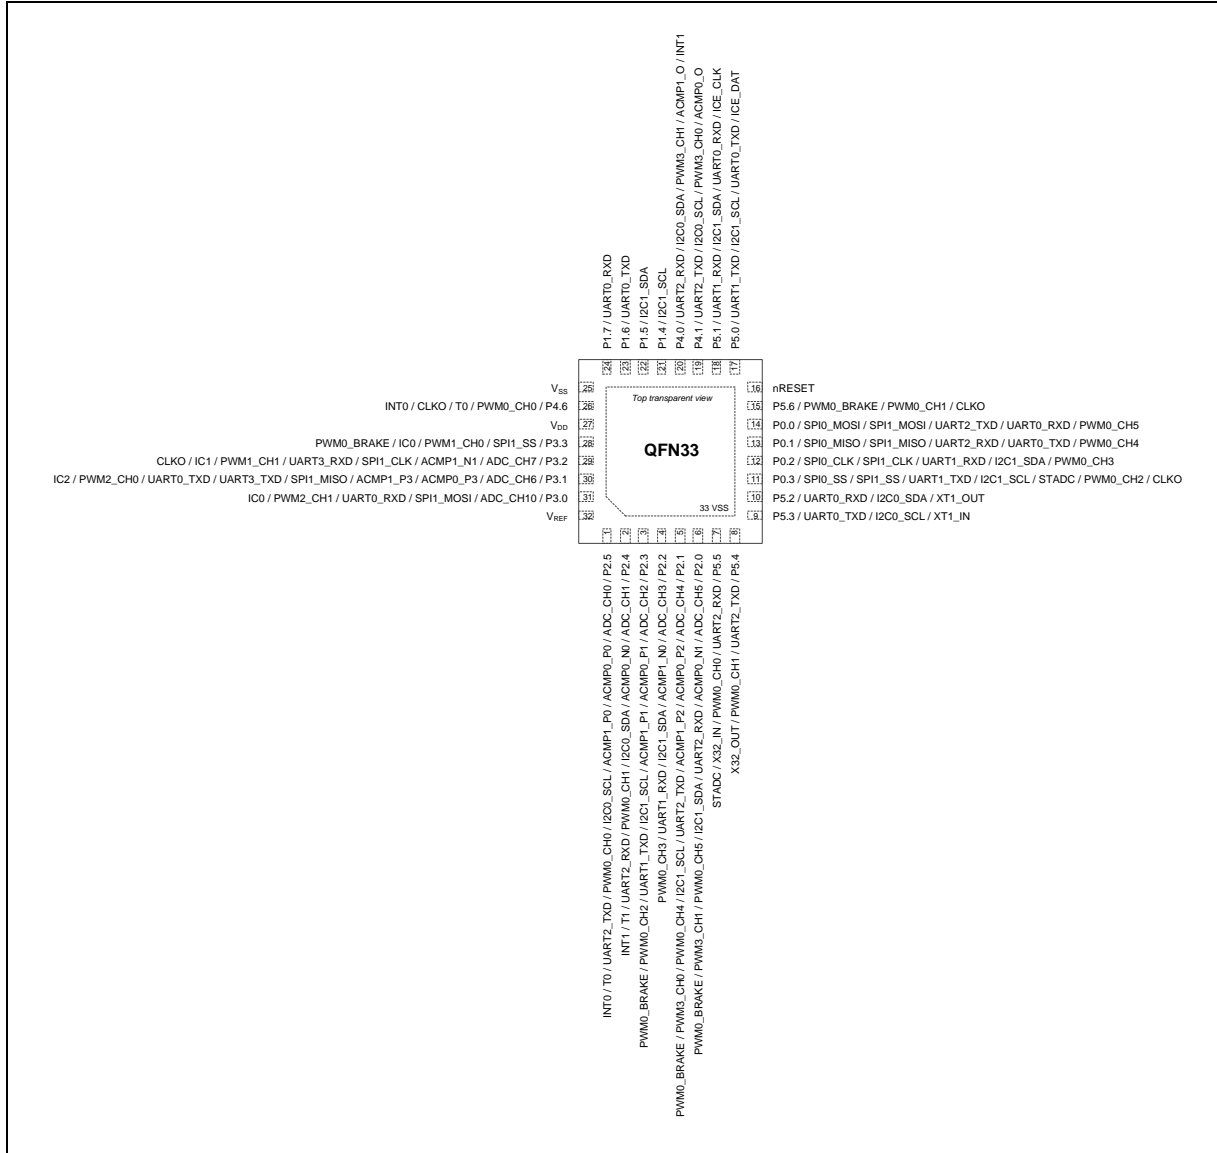 P1.7 / UART0_RXD
P1.6 / UART0_TXD
P1.5 / I2C1_SDA
P1.4 / I2C1_SCL
P4.0 / UART2_RXD / I2C0_SDA / PWM3_CH1 / ACMP1_O / INT1
P4.1 / UART2_TXD / I2C0_SCL / PWM3_CH0 / ACMP0_O
P5.1 / UART1_RXD / I2C1_SDA / UART0_RXD / ICE_CLK
P5.0 / UART1_TXD / I2C1_SCL / UART0_TXD / ICE_DAT
24
23
22
21
20
19
18
17
VSS
25
INT0 / CLKO / T0 / PWM0_CH0 / P4.6
26
VDD
27
PWM0_BRAKE / IC0 / PWM1_CH0 / SPI1_SS / P3.3
28
CLKO / IC1 / PWM1_CH1 / UART3_RXD / SPI1_CLK / ACMP1_N1 / ADC_CH7 / P3.2
29
IC2 / PWM2_CH0 / UART0_TXD / UART3_TXD / SPI1_MISO / ACMP1_P3 / ACMP0_P3 / ADC_CH6 / P3.1
30
IC0 / PWM2_CH1 / UART0_RXD / SPI1_MOSI / ADC_CH10 / P3.0
31
VREF
32
Top transparent view
QFN33
33 VSS
16
nRESET
15
P5.6 / PWM0_BRAKE / PWM0_CH1 / CLKO
14
P0.0 / SPI0_MOSI / SPI1_MOSI / UART2_TXD / UART0_RXD / PWM0_CH5
13
P0.1 / SPI0_MISO / SPI1_MISO / UART2_RXD / UART0_TXD / PWM0_CH4
12
P0.2 / SPI0_CLK / SPI1_CLK / UART1_RXD / I2C1_SDA / PWM0_CH3
11
P0.3 / SPI0_SS / SPI1_SS / UART1_TXD / I2C1_SCL / STADC / PWM0_CH2 / CLKO
10
P5.2 / UART0_RXD / I2C0_SDA / XT1_OUT
9
P5.3 / UART0_TXD / I2C0_SCL / XT1_IN
1
2
3
4
5
6
7
8
INT0 / T0 / UART2_TXD / PWM0_CH0 / I2C0_SCL / ACMP1_P0 / ACMP0_P0 / ADC_CH0 / P2.5
INT1 / T1 / UART2_RXD / PWM0_CH1 / I2C0_SDA / ACMP0_N0 / ADC_CH1 / P2.4
PWM0_BRAKE / PWM0_CH2 / UART1_TXD / I2C1_SCL / ACMP1_P1 / ACMP0_P1 / ADC_CH2 / P2.3
PWM0_CH3 / UART1_RXD / I2C1_SDA / ACMP1_N0 / ADC_CH3 / P2.2
PWM0_BRAKE / PWM3_CH0 / PWM0_CH4 / I2C1_SCL / UART2_TXD / ACMP1_P2 / ACMP0_P2 / ADC_CH4 / P2.1
PWM0_BRAKE / PWM3_CH1 / PWM0_CH5 / I2C1_SDA / UART2_RXD / ACMP0_N1 / ADC_CH5 / P2.0
STADC / X32_IN / PWM0_CH0 / UART2_RXD / P5.5
X32_OUT / PWM0_CH1 / UART2_TXD / P5.4